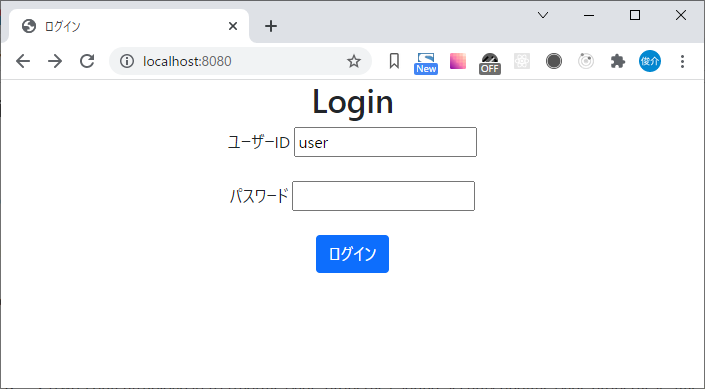 ログイン
localhost:8080
New
OFF
俊介
Login
ユーザーID user
パスワード
ログイン